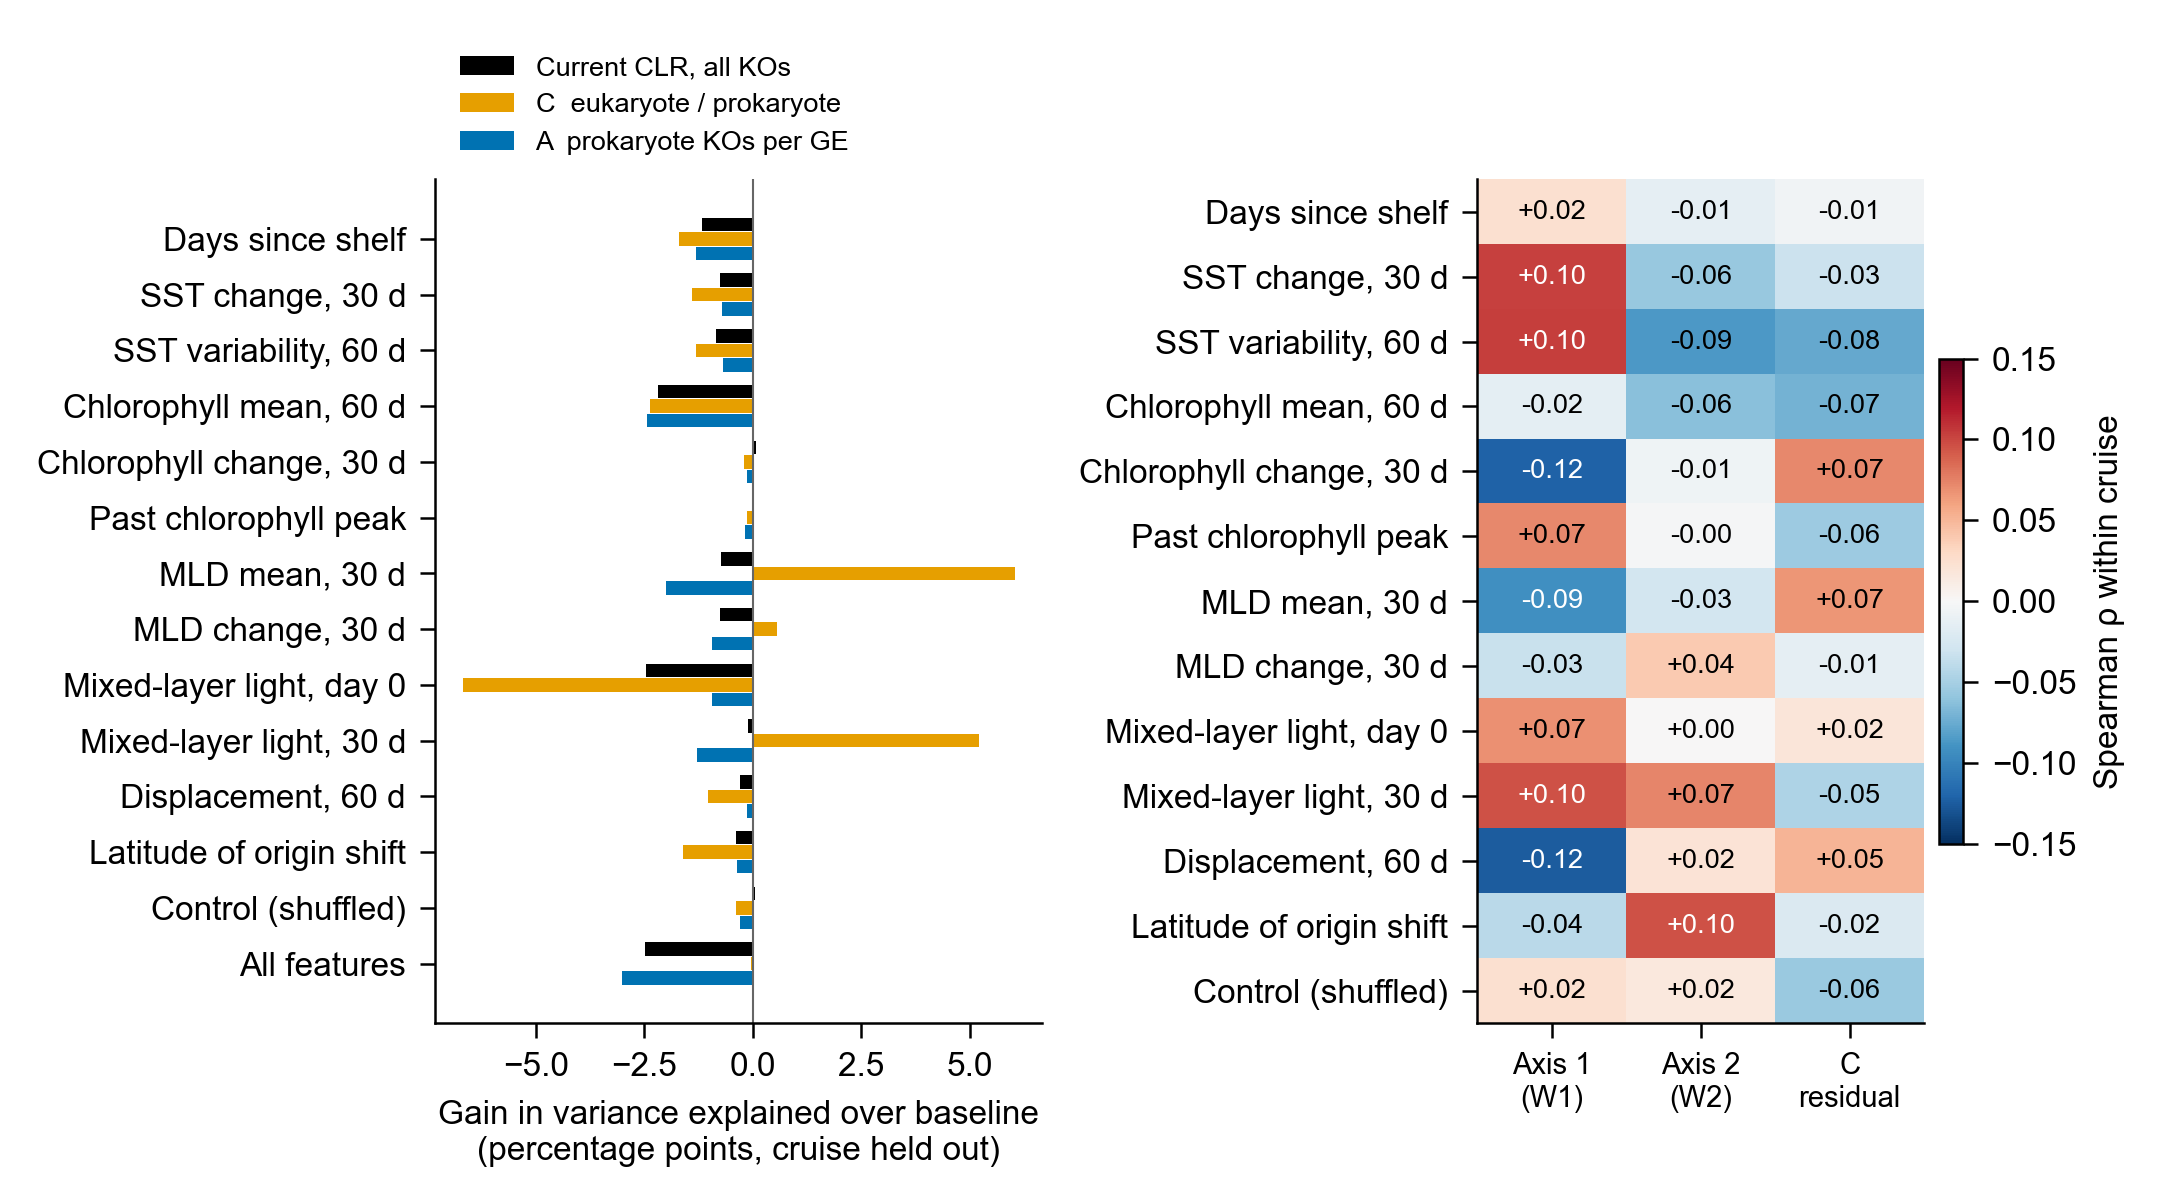 Current CLR, all KOs
C  eukaryote / prokaryote
A  prokaryote KOs per GE
Days since shelf
SST change, 30 d
SST variability, 60 d
Chlorophyll mean, 60 d
Chlorophyll change, 30 d
Past chlorophyll peak
MLD mean, 30 d
MLD change, 30 d
Mixed-layer light, day 0
Mixed-layer light, 30 d
Displacement, 60 d
Latitude of origin shift
Control (shuffled)
All features
−5.0 −2.5 0.0 2.5 5.0
Gain in variance explained over baseline
(percentage points, cruise held out)
Days since shelf +0.02 -0.01 -0.01
SST change, 30 d +0.10 -0.06 -0.03
SST variability, 60 d +0.10 -0.09 -0.08
Chlorophyll mean, 60 d -0.02 -0.06 -0.07
Chlorophyll change, 30 d -0.12 -0.01 +0.07
Past chlorophyll peak +0.07 -0.00 -0.06
MLD mean, 30 d -0.09 -0.03 +0.07
MLD change, 30 d -0.03 +0.04 -0.01
Mixed-layer light, day 0 +0.07 +0.00 +0.02
Mixed-layer light, 30 d +0.10 +0.07 -0.05
Displacement, 60 d -0.12 +0.02 +0.05
Latitude of origin shift -0.04 +0.10 -0.02
Control (shuffled) +0.02 +0.02 -0.06
Axis 1 Axis 2 C
(W1) (W2) residual
0.15
0.10
0.05
0.00
−0.05
−0.10
−0.15
Spearman ρ within cruise